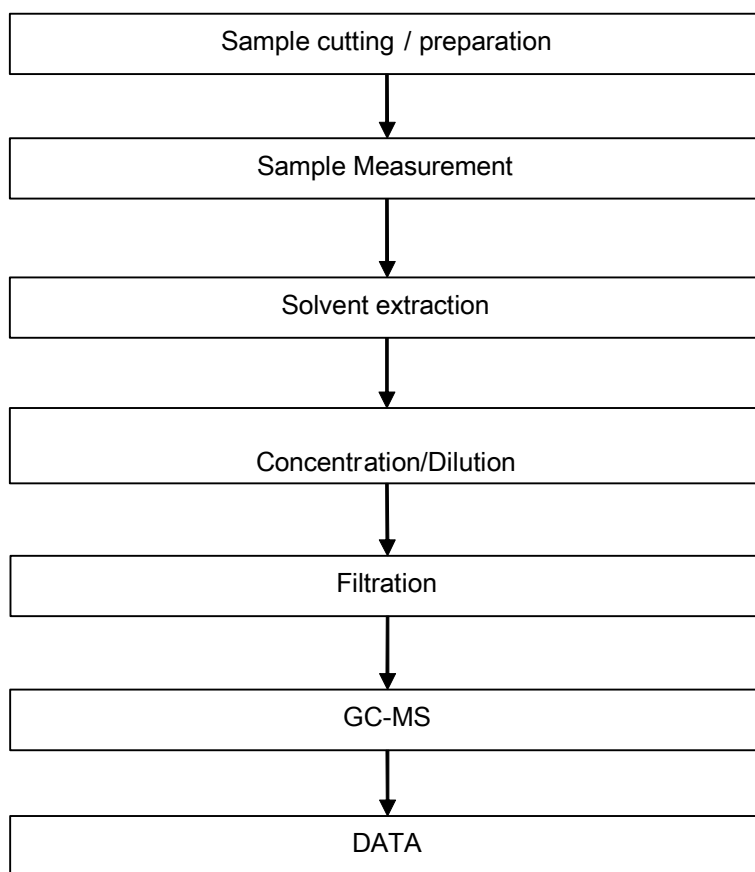 Sample cutting / preparation
Sample Measurement
Solvent extraction
Concentration/Dilution
Filtration
GC-MS
DATA